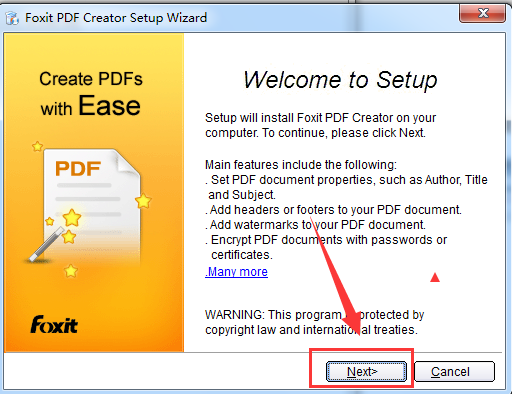 Foxit PDF Creator Setup Wizard
Create PDFs
with Ease
PDF
foxit
Welcome to Setup
Setup will install Foxit PDF Creator on your
computer. To continue, please click Next.
Main features include the following:
. Set PDF document properties, such as Author, Title
and Subject.
. Add headers or footers to your PDF document.
. Add watermarks to your PDF document.
. Encrypt PDF documents with passwords or
certificates.
.Many more
WARNING: This program is protected by
copyright law and international treaties.
Next>
Cancel